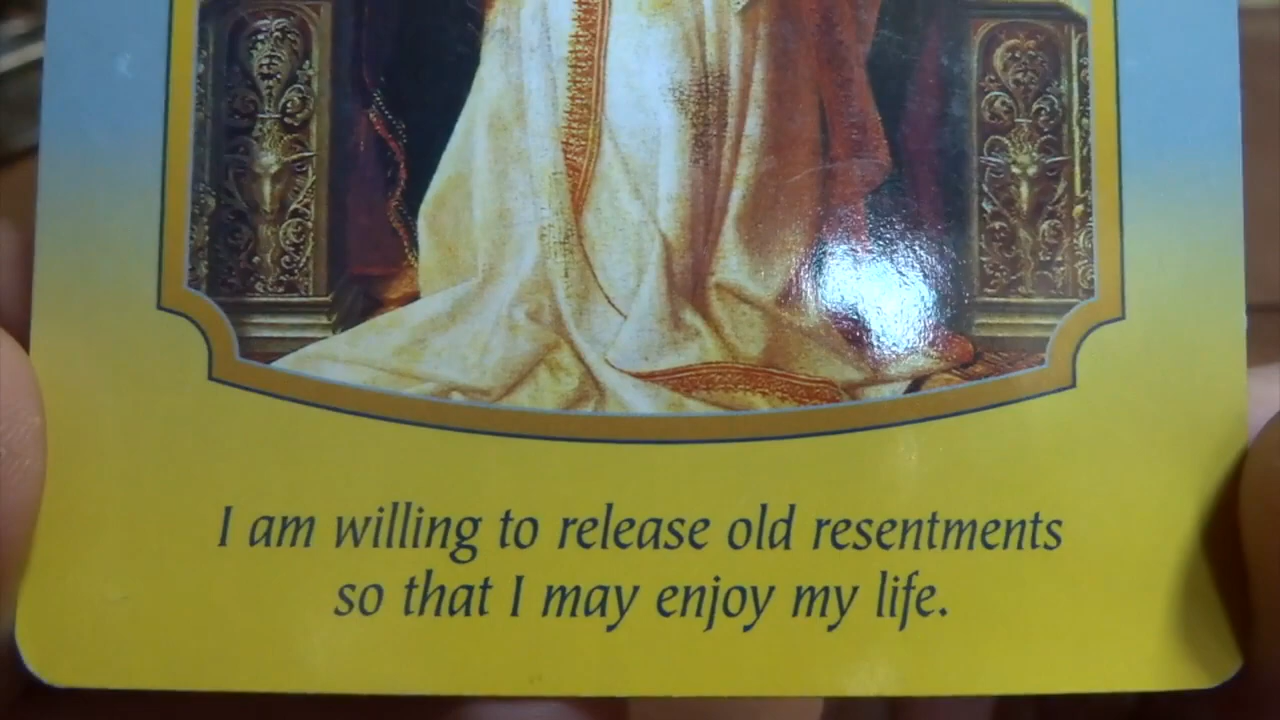 I am willing to release old resentments
so that I may enjoy my life.